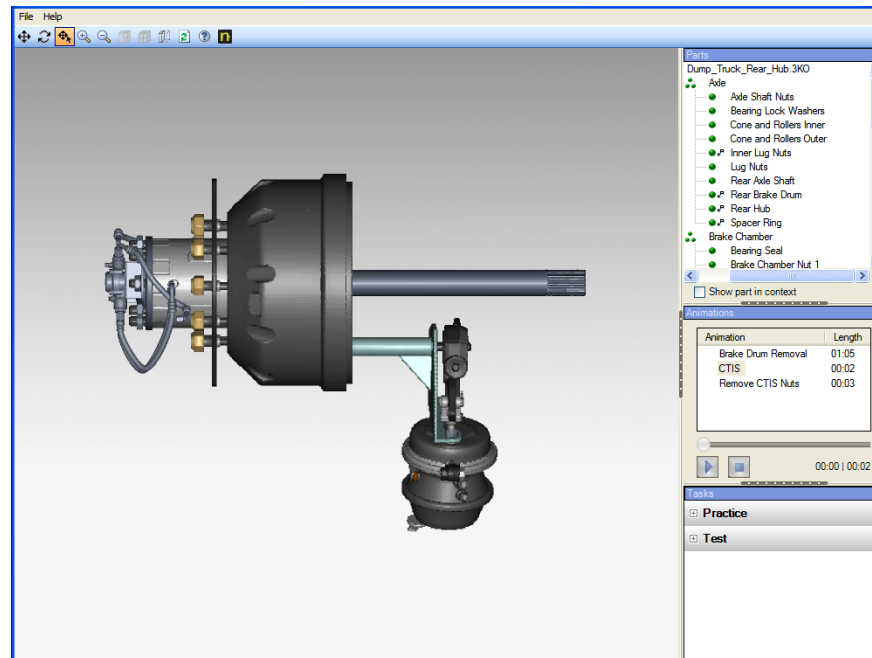 File Help
n
Parts
Dump_Truck_Rear_Hub.3KO
Axle
Axle Shaft Nuts
Bearing Lock Washers
Cone and Rollers Inner
Cone and Rollers Outer
Inner Lug Nuts
Lug Nuts
Rear Axle Shaft
Rear Brake Drum
Rear Hub
Spacer Ring
Brake Chamber
Bearing Seal
Brake Chamber Nut 1
Show part in context
Animations
Animation Length
Brake Drum Removal 01:05
CTIS 00:02
Remove CTIS Nuts 00:03
00:00 | 00:02
Tasks
Practice
Test